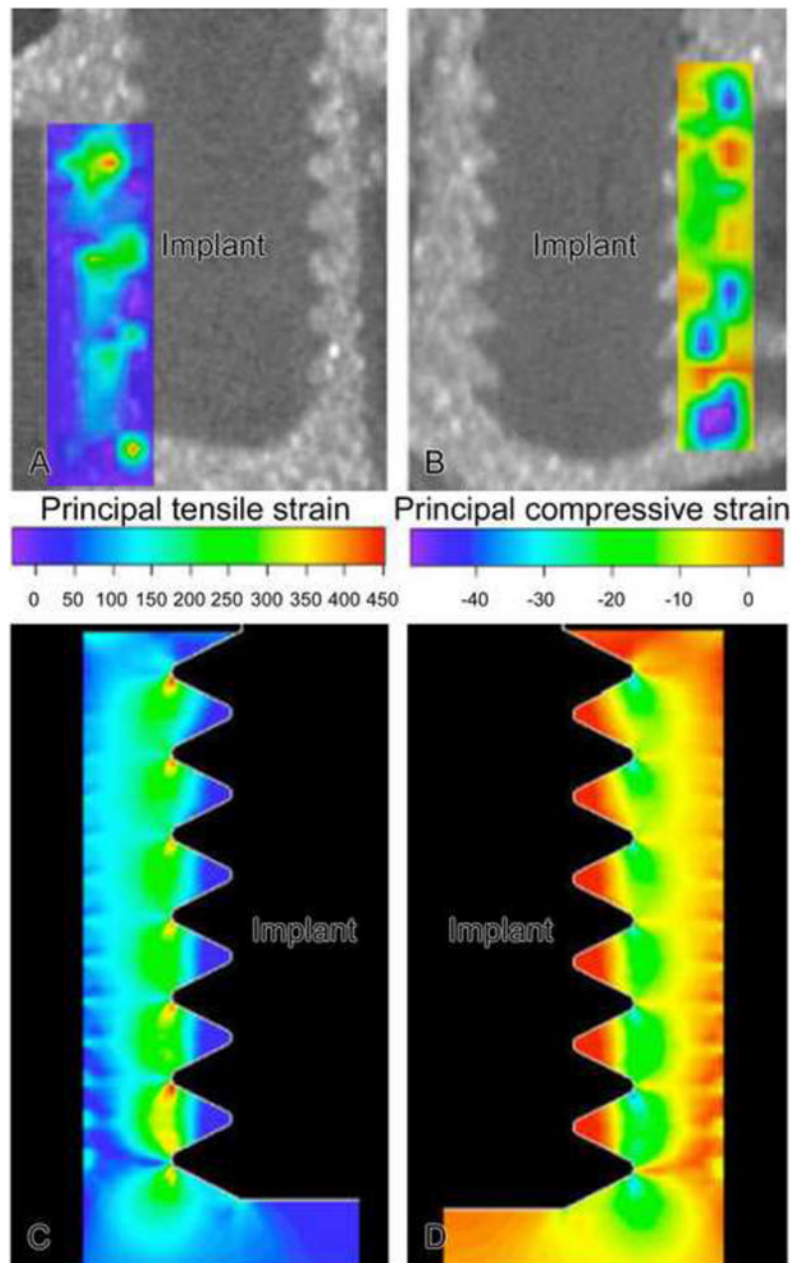 Implant
Implant
A
B
Principal tensile strain
Principal compressive strain
0 50 100 150 200 250 300 350 400 450
-40 -30 -20 -10 0
Implant
Implant
C
D